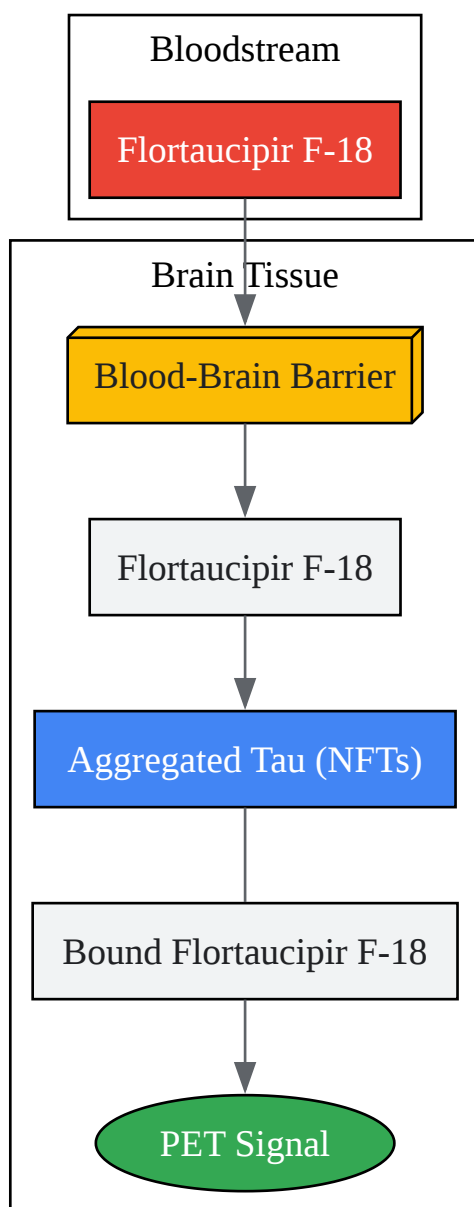 Bloodstream
Flortaucipir F-18
Brain Tissue
Blood-Brain Barrier
Flortaucipir F-18
Aggregated Tau (NFTs)
Bound Flortaucipir F-18
PET Signal